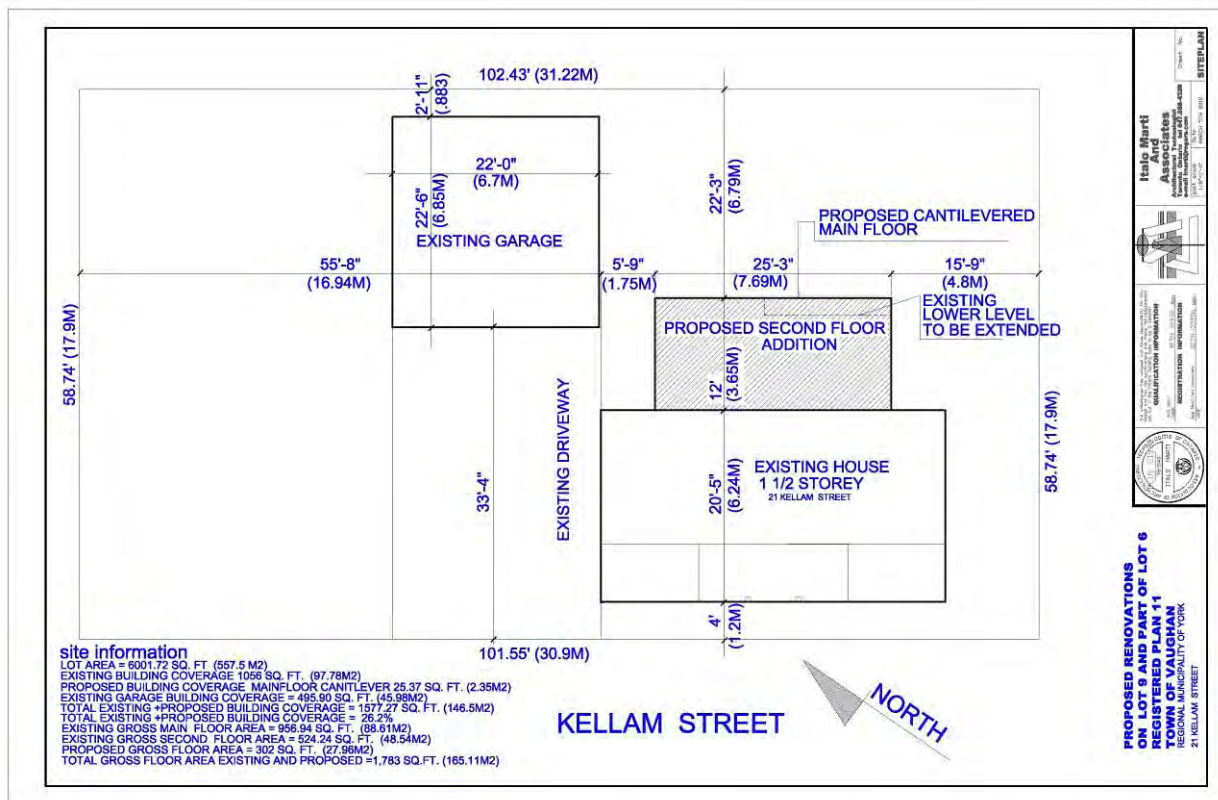 102.43' (31.22M)
2'-11"
(.883)
22'-0"
(6.7M)
22'-6"
(6.85M)
EXISTING GARAGE
22'-3"
(6.79M)
PROPOSED CANTILEVERED
MAIN FLOOR
55'-8"
(16.94M)
5'-9"
(1.75M)
25'-3"
(7.69M)
15'-9"
(4.8M)
EXISTING
LOWER LEVEL
TO BE EXTENDED
PROPOSED SECOND FLOOR
ADDITION
58.74' (17.9M)
12'
(3.65M)
58.74' (17.9M)
EXISTING DRIVEWAY
33'-4"
EXISTING HOUSE
1 1/2 STOREY
21 KELLAM STREET
20'-5"
(6.24M)
4'
(1.2M)
101.55' (30.9M)
site information
LOT AREA = 6001.72 SQ. FT (557.5 M2)
EXISTING BUILDING COVERAGE 1056 SQ. FT. (97.78M2)
PROPOSED BUILDING COVERAGE MAINFLOOR CANITLEVER 25.37 SQ. FT. (2.35M2)
EXISTING GARAGE BUILDING COVERAGE = 495.90 SQ. FT. (45.98M2)
TOTAL EXISTING +PROPOSED BUILDING COVERAGE = 1577.27 SQ. FT. (146.5M2)
TOTAL EXISTING +PROPOSED BUILDING COVERAGE = 26.2%
EXISTING GROSS MAIN FLOOR AREA = 956.94 SQ. FT. (88.61M2)
EXISTING GROSS SECOND FLOOR AREA = 524.24 SQ. FT. (48.54M2)
PROPOSED GROSS FLOOR AREA = 302 SQ. FT. (27.96M2)
TOTAL GROSS FLOOR AREA EXISTING AND PROPOSED =1,783 SQ.FT. (165.11M2)
KELLAM STREET
NORTH
Sheet No.
SITEPLAN
Italo Marti
And
Associates
Architectural Technologist
Toronto Ontario
QUALIFICATION INFORMATION
REGISTRATION INFORMATION
ITALO MARTI
PROPOSED RENOVATIONS
ON LOT 9 AND PART OF LOT 6
REGISTERED PLAN 11
TOWN OF VAUGHAN
REGIONAL MUNICIPALITY OF YORK
21 KELLAM STREET